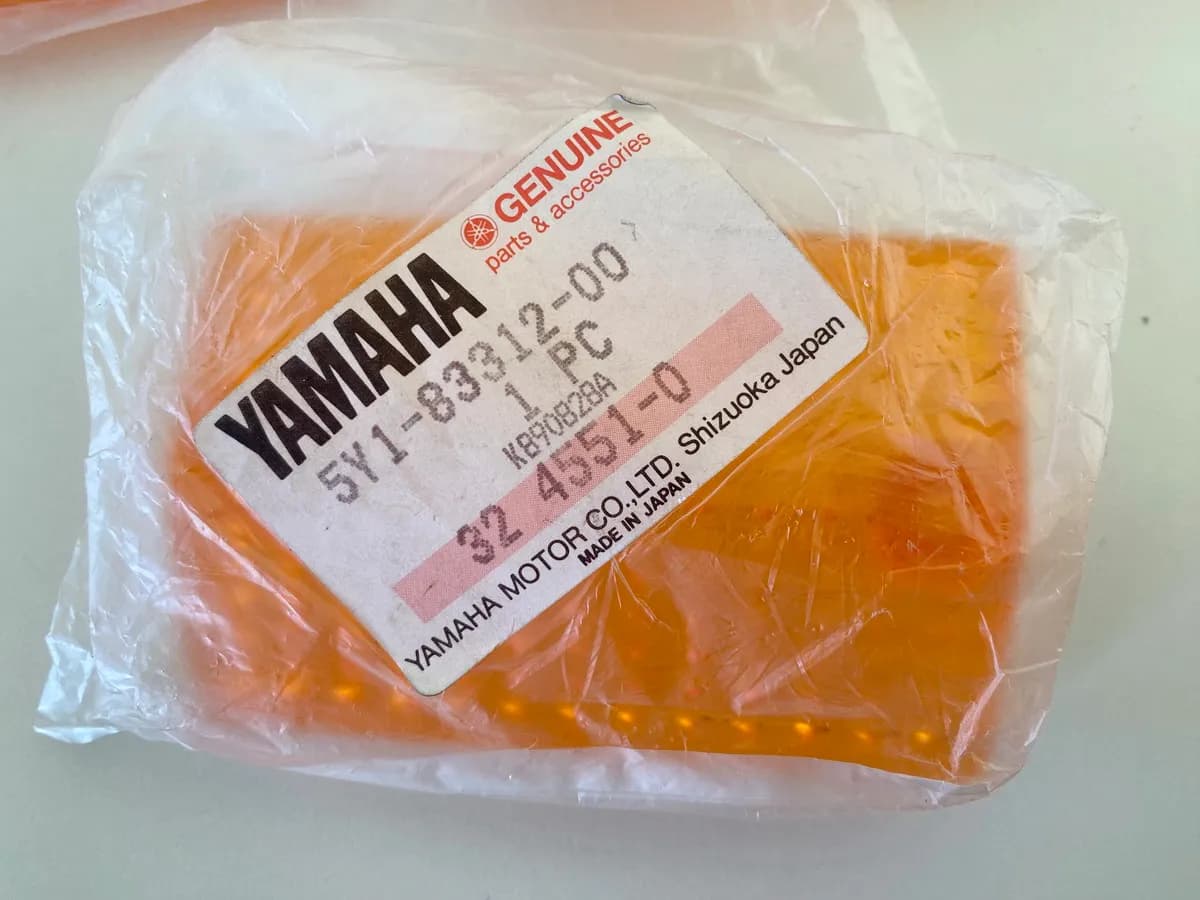 GENUINE
parts & accessories
YAMAHA
5Y1-83312-00
1 PC
K890828A
32 4551-0
YAMAHA MOTOR CO.,LTD. Shizuoka Japan
MADE IN JAPAN